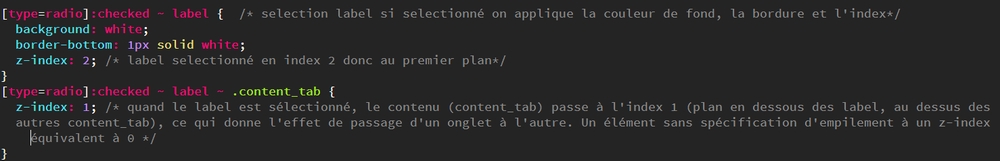 [type=radio]:checked ~ label {  /* selection label si selectionné on applique la couleur de fond, la bordure et l'index*/
  background: white;
  border-bottom: 1px solid white;
  z-index: 2; /* label selectionné en index 2 donc au premier plan*/
}
[type=radio]:checked ~ label ~ .content_tab {
  z-index: 1; /* quand le label est sélectionné, le contenu (content_tab) passe à l'index 1 (plan en dessous des label, au dessus des
  autres content_tab), ce qui donne l'effet de passage d'un onglet à l'autre. Un élément sans spécification d'empilement à un z-index
    équivalent à 0 */
}